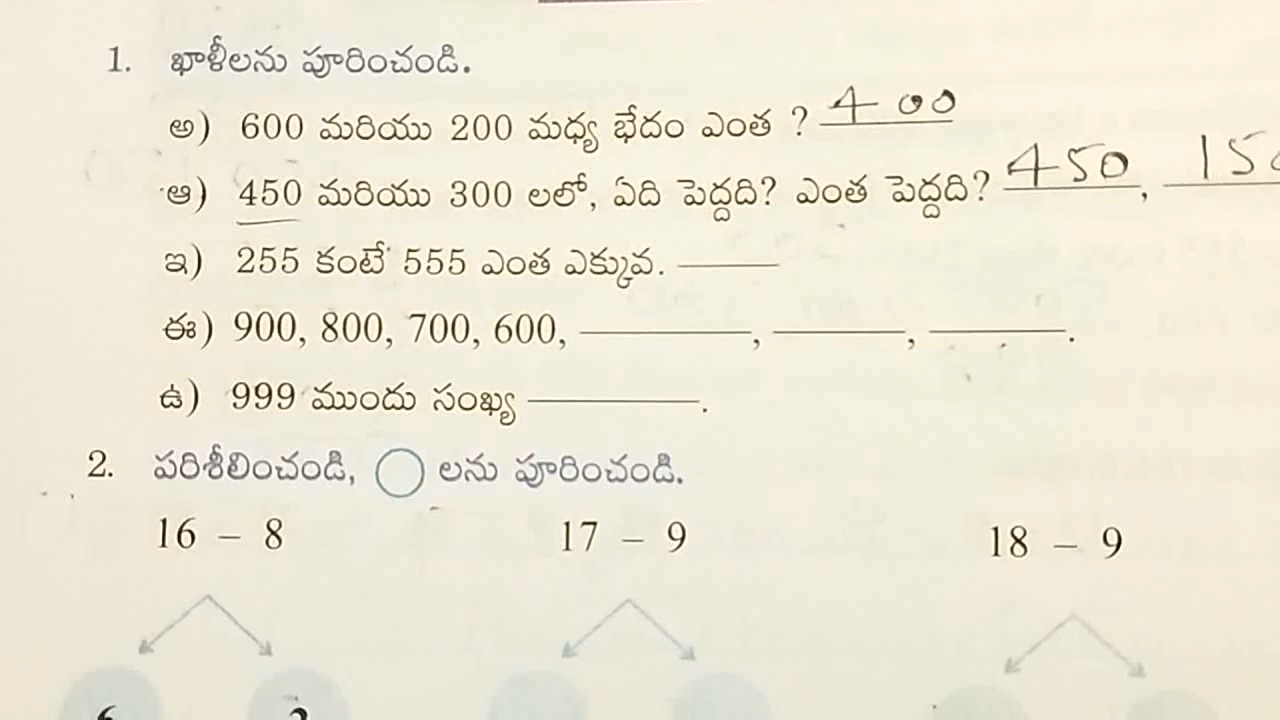 1. ఖాళీలను పూరించండి.
అ) 600 మరియు 200 మధ్య భేదం ఎంత ? 400
ఆ) 450 మరియు 300 లలో, ఏది పెద్దది? ఎంత పెద్దది? 450, 150
ఇ) 255 కంటే 555 ఎంత ఎక్కువ. ———
ఈ) 900, 800, 700, 600, ———, ———, ———.
ఉ) 999 ముందు సంఖ్య ———.
2. పరిశీలించండి, ◯ లను పూరించండి.
16 – 8 17 – 9 18 – 9